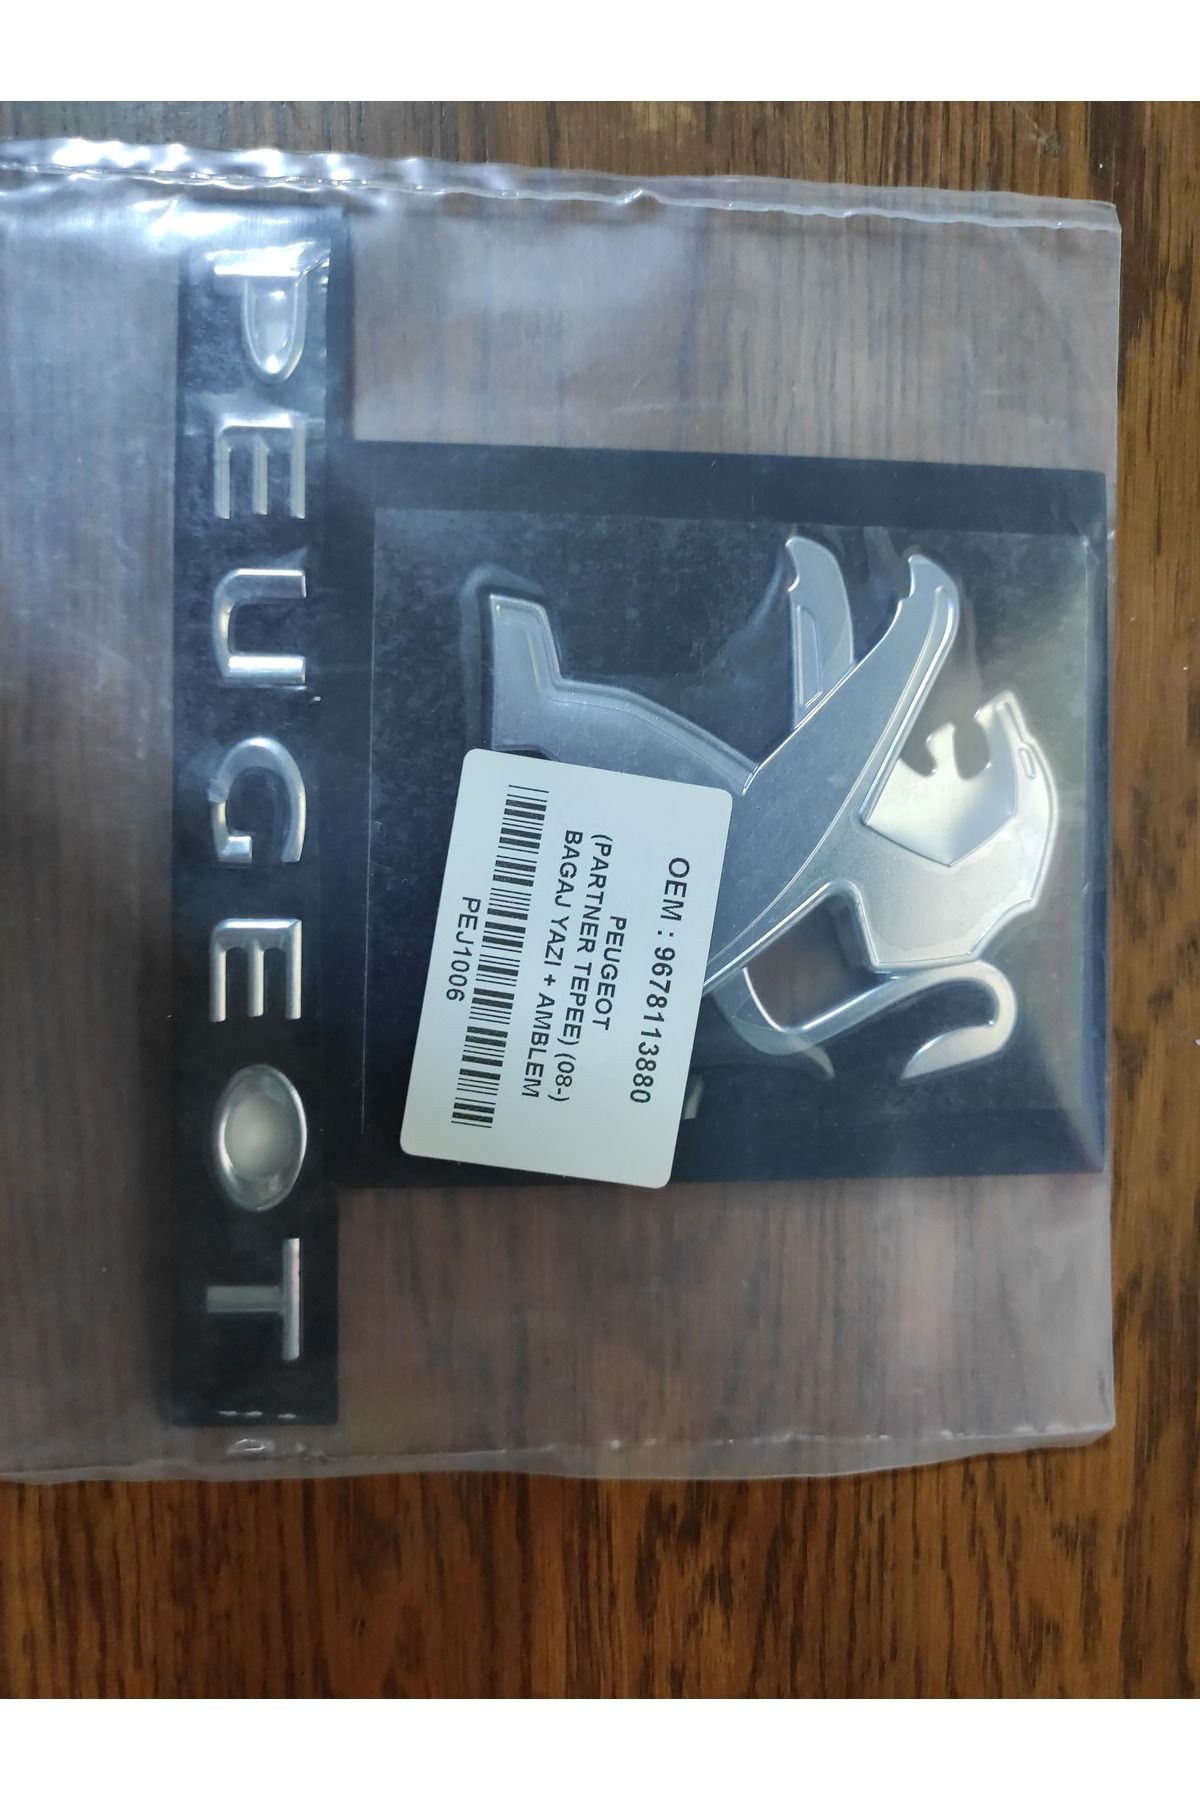 PEUGEOT
OEM : 9678113880
PEUGEOT
(PARTNER TEPEE) (08-)
BAGAJ YAZI + AMBLEM
PEJ1006